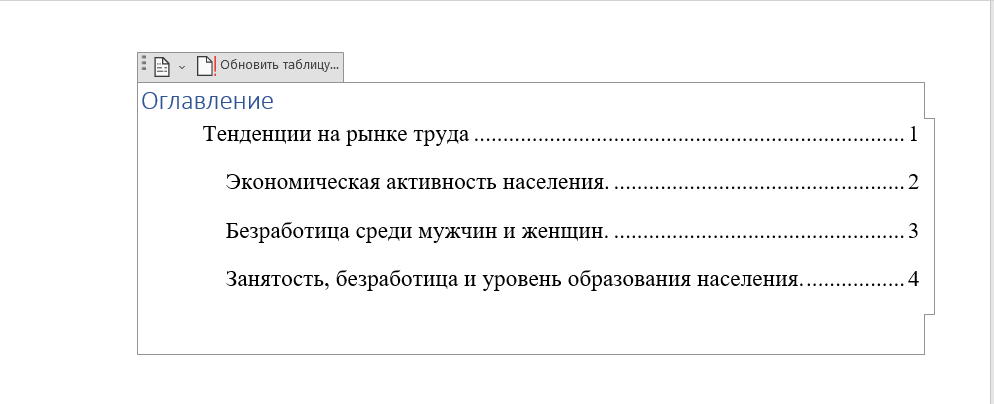 Обновить таблицу...
Оглавление
Тенденции на рынке труда ........................................................................... 1
Экономическая активность населения. .................................................. 2
Безработица среди мужчин и женщин. .................................................. 3
Занятость, безработица и уровень образования населения. ................. 4